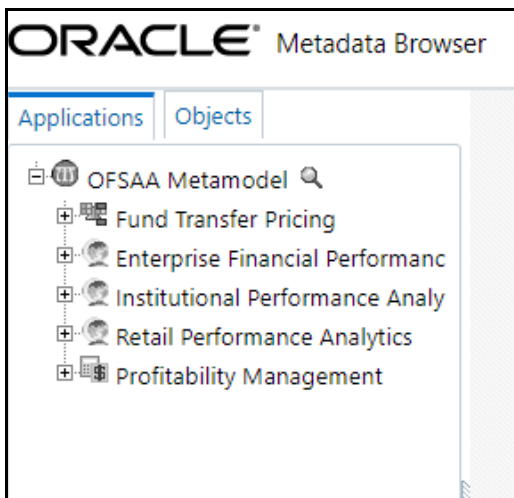 ORACLE® Metadata Browser
Applications Objects
OFSAA Metamodel
Fund Transfer Pricing
Enterprise Financial Performanc
Institutional Performance Analy
Retail Performance Analytics
Profitability Management